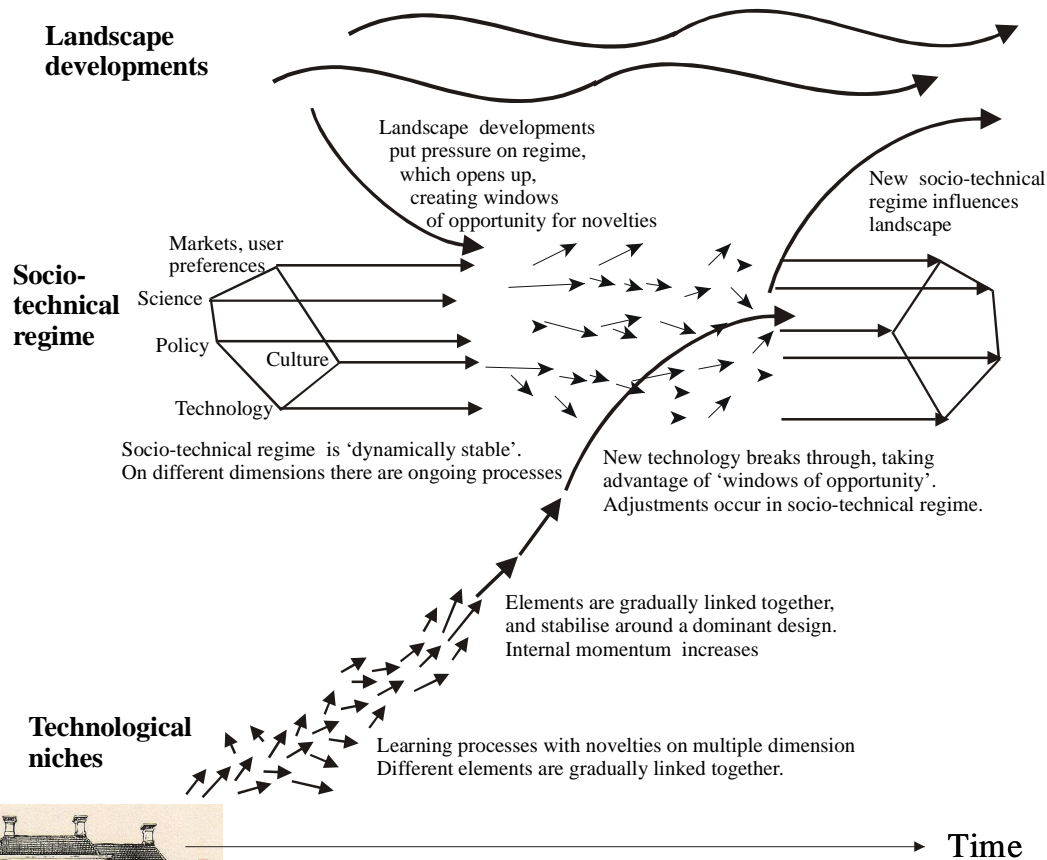 Landscape
developments
Landscape developments
put pressure on regime,
which opens up,
creating windows
of opportunity for novelties
New socio-technical
regime influences
landscape
Socio-
technical
regime
Markets, user
preferences
Science
Policy
Culture
Technology
Socio-technical regime is ‘dynamically stable’.
On different dimensions there are ongoing processes
New technology breaks through, taking
advantage of ‘windows of opportunity’.
Adjustments occur in socio-technical regime.
Elements are gradually linked together,
and stabilise around a dominant design.
Internal momentum increases
Technological
niches
Learning processes with novelties on multiple dimension
Different elements are gradually linked together.
Time